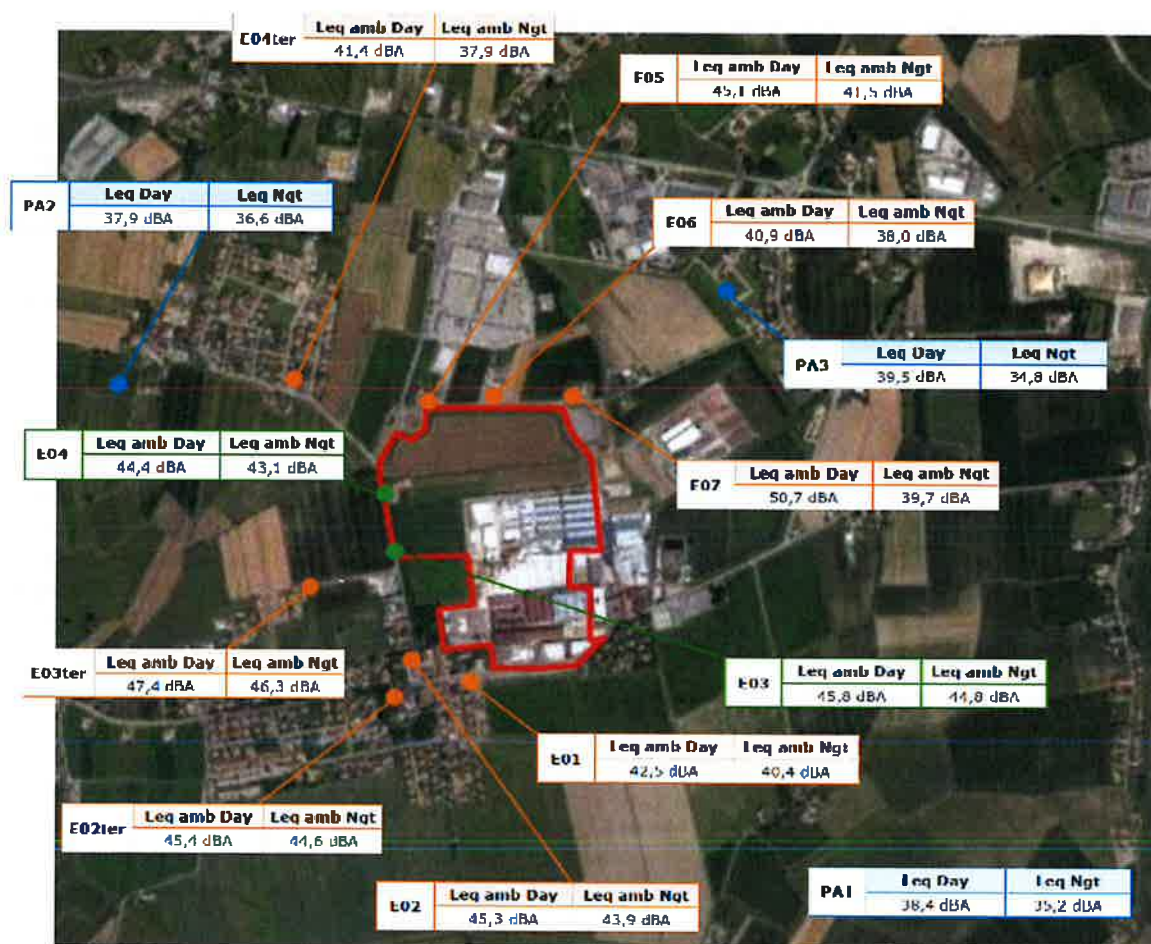 E04ter Leq amb Day Leq amb Ngt
41,4 dBA 37,9 dBA
E05 Leq amb Day Leq amb Ngt
45,1 dBA 41,5 dBA
PA2 Leq Day Leq Ngt
37,9 dBA 36,6 dBA
E06 Leq amb Day Leq amb Ngt
40,9 dBA 38,0 dBA
PA3 Leq Day Leq Ngt
39,5 dBA 34,8 dBA
E04 Leq amb Day Leq amb Ngt
44,4 dBA 43,1 dBA
E07 Leq amb Day Leq amb Ngt
50,7 dBA 39,7 dBA
E03ter Leq amb Day Leq amb Ngt
47,4 dBA 46,3 dBA
E03 Leq amb Day Leq amb Ngt
45,8 dBA 44,8 dBA
E01 Leq amb Day Leq amb Ngt
42,5 dBA 40,4 dBA
E02ter Leq amb Day Leq amb Ngt
45,4 dBA 44,6 dBA
E02 Leq amb Day Leq amb Ngt
45,3 dBA 43,9 dBA
PA1 Leq Day Leq Ngt
38,4 dBA 35,2 dBA